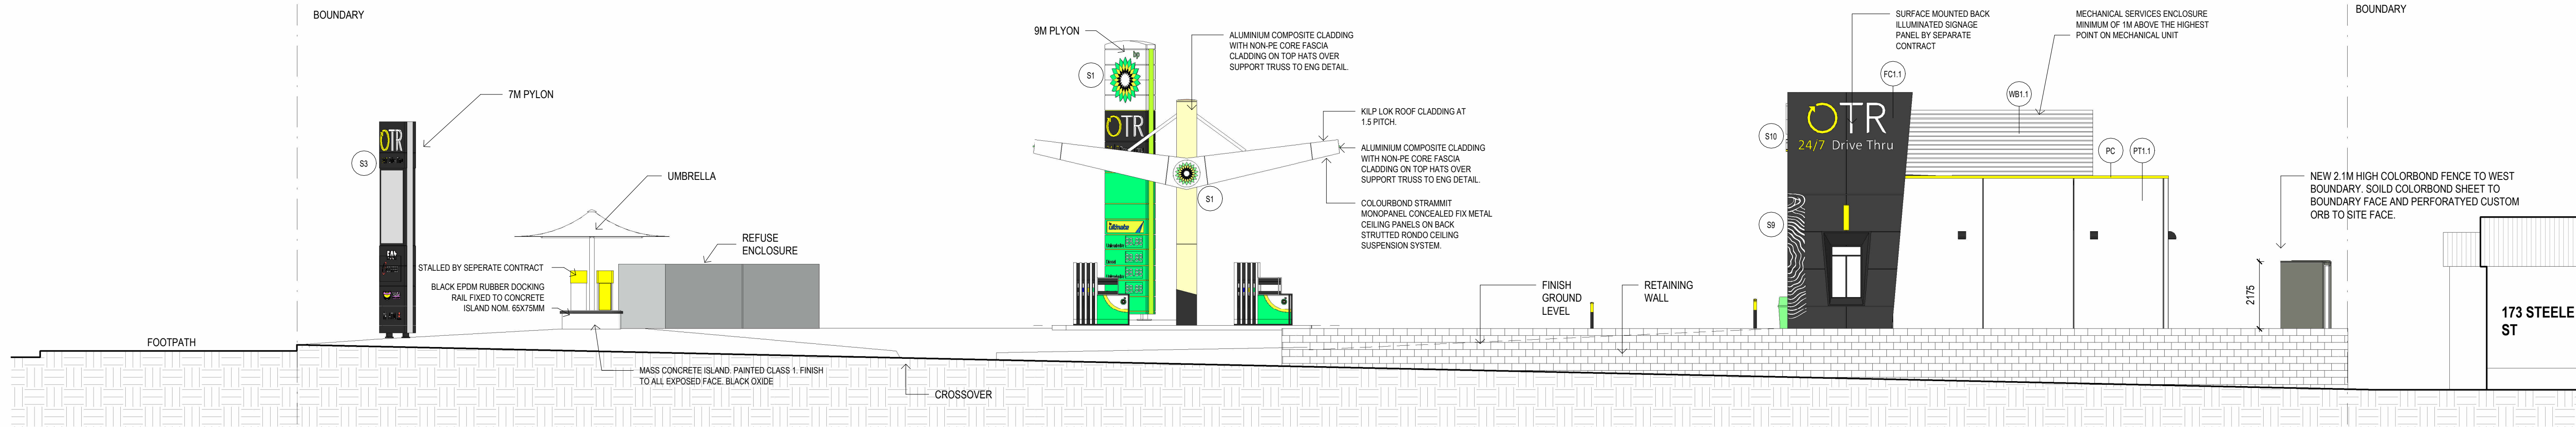 BOUNDARY
7M PYLON
OTR
S3
UMBRELLA
REFUSE
ENCLOSURE
STALLED BY SEPERATE CONTRACT
BLACK EPDM RUBBER DOCKING
RAIL FIXED TO CONCRETE
ISLAND NOM. 65X75MM
FOOTPATH
MASS CONCRETE ISLAND. PAINTED CLASS 1. FINISH
TO ALL EXPOSED FACE. BLACK OXIDE
CROSSOVER
9M PLYON
S1
bp
OTR
ultimate
ALUMINIUM COMPOSITE CLADDING
WITH NON-PE CORE FASCIA
CLADDING ON TOP HATS OVER
SUPPORT TRUSS TO ENG DETAIL.
KILP LOK ROOF CLADDING AT
1.5 PITCH.
ALUMINIUM COMPOSITE CLADDING
WITH NON-PE CORE FASCIA
CLADDING ON TOP HATS OVER
SUPPORT TRUSS TO ENG DETAIL.
S1
COLOURBOND STRAMMIT
MONOPANEL CONCEALED FIX METAL
CEILING PANELS ON BACK
STRUTTED RONDO CEILING
SUSPENSION SYSTEM.
FINISH
GROUND
LEVEL
RETAINING
WALL
SURFACE MOUNTED BACK
ILLUMINATED SIGNAGE
PANEL BY SEPARATE
CONTRACT
FC1.1
MECHANICAL SERVICES ENCLOSURE
MINIMUM OF 1M ABOVE THE HIGHEST
POINT ON MECHANICAL UNIT
WB1.1
S10
OTR
24/7 Drive Thru
PC
PT1.1
S9
BOUNDARY
NEW 2.1M HIGH COLORBOND FENCE TO WEST
BOUNDARY. SOILD COLORBOND SHEET TO
BOUNDARY FACE AND PERFORATYED CUSTOM
ORB TO SITE FACE.
2175
173 STEELE
ST